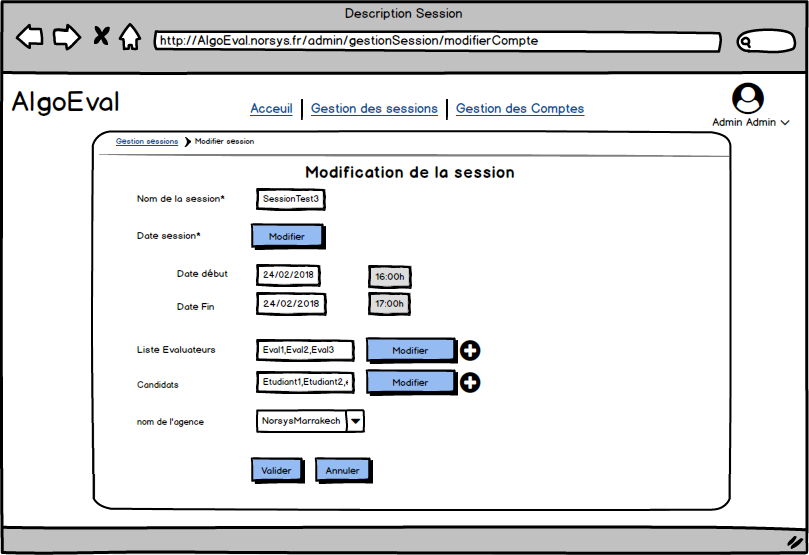 Description Session
http://AlgoEval.norsys.fr/admin/gestionSession/modifierCompte
AlgoEval
Acceuil Gestion des sessions Gestion des Comptes
Admin Admin
Gestion sessions Modifier session
Modification de la session
Nom de la session* SessionTest3
Date session* Modifier
Date début 24/02/2018 16:00h
Date Fin 24/02/2018 17:00h
Liste Evaluateurs Eval1,Eval2,Eval3 Modifier
Candidats Etudiant1,Etudiant2, Modifier
nom de l'agence NorsysMarrakech
Valider Annuler